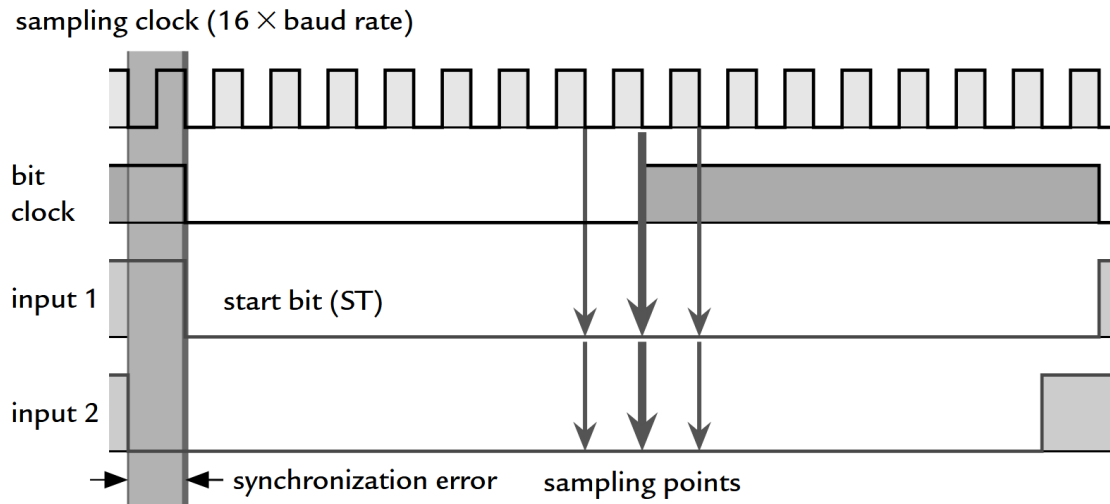 sampling clock (16 × baud rate)
bit
clock
input 1
start bit (ST)
input 2
synchronization error
sampling points